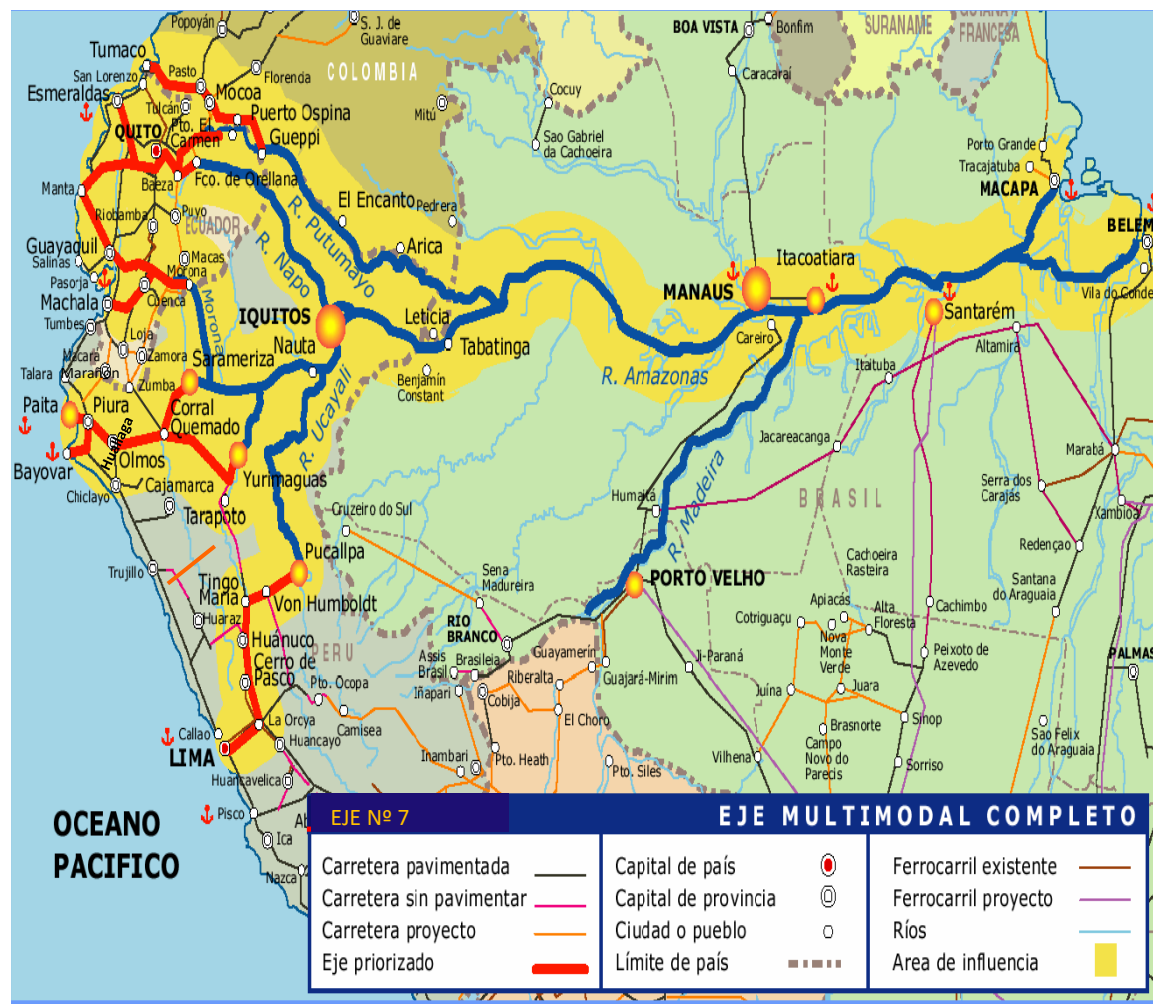 Popoyán
S. J. de
Guaviare
BOA VISTA
Bonfim
SURANAME
GUIANA
FRANCESA
Tumaco
San Lorenzo
Pasto
Florencia
COLOMBIA
Caracaraí
Esmeraldas
Tulcán
Mocoa
Mitú
Cocuy
Puerto Ospina
QUITO
Pto. El
Carmen
Gueppi
Sao Gabriel
da Cachoeira
Porto Grande
Tracajatuba
MACAPA
Manta
Baeza
Fco. de Orellana
El Encanto
Pedrera
Riobamba
Puyo
ECUADOR
R. Putumayo
BELEM
Guayaquil
Salinas
Macas
R. Napo
Arica
Itacoatiara
Pasorja
Morona
Machala
Cuenca
Morona
MANAUS
Vila do Conde
Tumbes
IQUITOS
Leticia
Santarém
Loja
Nauta
Tabatinga
Careiro
Altamira
Macara
Zamora
Sarameriza
Itaituba
Talara
Marañon
Zumba
Benjamín
Constant
R. Amazonas
Paita
Piura
Corral
Quemado
R. Ucayali
Huallaga
Jacareacanga
Bayovar
Olmos
Marabá
Chiclayo
Cajamarca
Yurimaguas
R. Madeira
BRASIL
Serra dos
Carajás
Tarapoto
Humaitá
Xambioa
Cruzeiro do Sul
Redençao
Pucallpa
Cachoeira
Rasteira
Trujillo
Tingo
Maria
Sena
Madureira
PORTO VELHO
Santana
do Araguaia
Von Humboldt
Apiacás
Cachimbo
Huaraz
Cotriguaçu
Alta
Floresta
RIO
BRANCO
Nova
Monte
Verde
Huánuco
PERU
Guayamerín
Ji-Paraná
Peixoto de
Azevedo
PALMAS
Cerro de
Pasco
Assis
Brasil
Brasileia
Riberalta
Guajará-Mirim
Pto. Ocopa
Iñapari
Cobija
Juína
Juara
La Oroya
Camisea
El Choro
Brasnorte
Sinop
Sao Felix
do Araguaia
Callao
Huancayo
LIMA
Inambari
Pto. Heath
Vilhena
Campo
Novo do
Parecis
Sorriso
Huancavelica
Pto. Siles
Pisco
Ab
Ica
Nazca
OCEANO
PACIFICO
EJE Nº 7
EJE MULTIMODAL COMPLETO
Carretera pavimentada
Carretera sin pavimentar
Carretera proyecto
Eje priorizado
Capital de país
Capital de provincia
Ciudad o pueblo
Límite de país
Ferrocarril existente
Ferrocarril proyecto
Ríos
Area de influencia